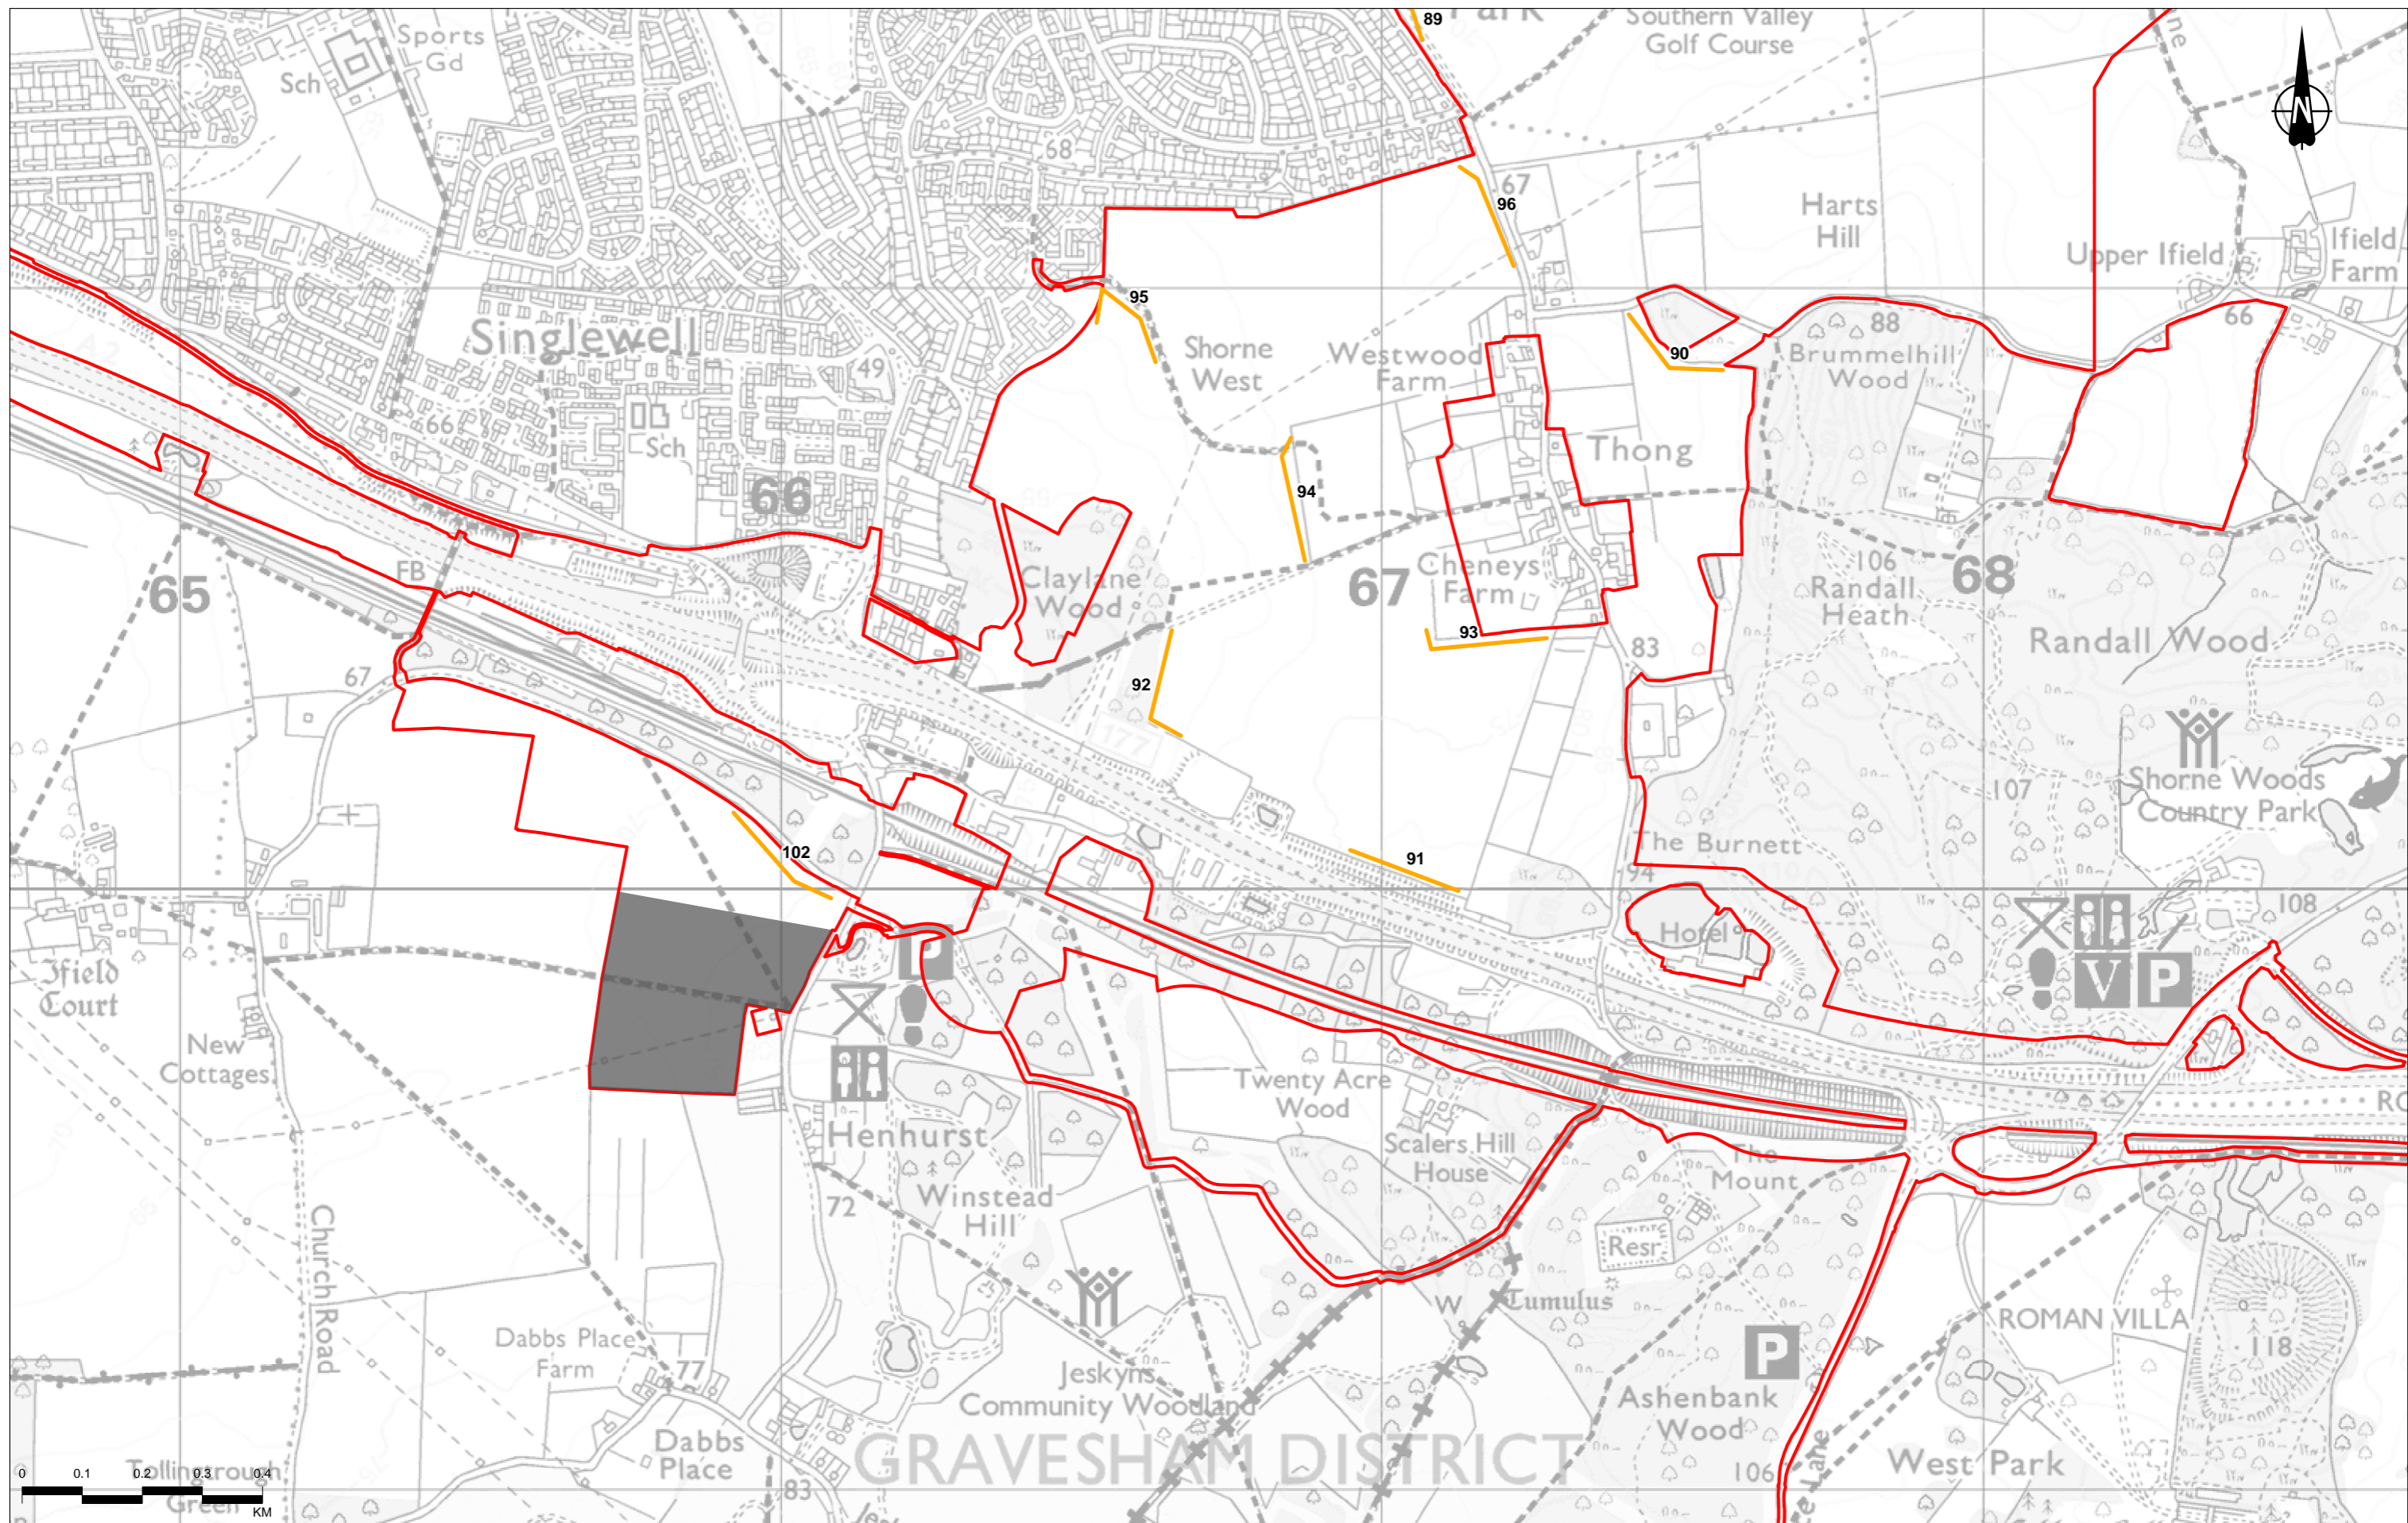 Sports
Gd
Sch
89
Park
Southern Valley
Golf Course
N
68
67
96
Harts
Hill
Upper Ifield
Ifield
Farm
66
95
Singlewell
A 2
49
Shorne
West
Westwood
Farm
90
88
Brummelhill
Wood
66
Sch
66
94
Thong
65
FB
Claylane
Wood
67
Cheneys
Farm
106
Randall
Heath
68
Randall Wood
93
83
67
92
177
Shorne Woods
Country Park
107
102
91
The Burnett
94
Hotel
108
P
V
P
Ifield
Court
New
Cottages
Henhurst
Twenty Acre
Wood
Scalers Hill
House
The
Mount
72
Winstead
Hill
Resr
Church Road
W
Tumulus
ROMAN VILLA
118
Dabbs Place
Farm
77
Jeskyns
Community Woodland
P
Ashenbank
Wood
106
West Park
Dabbs
Place
GRAVESHAM DISTRICT
83
Tollingtrough
Green
0 0.1 0.2 0.3 0.4
KM